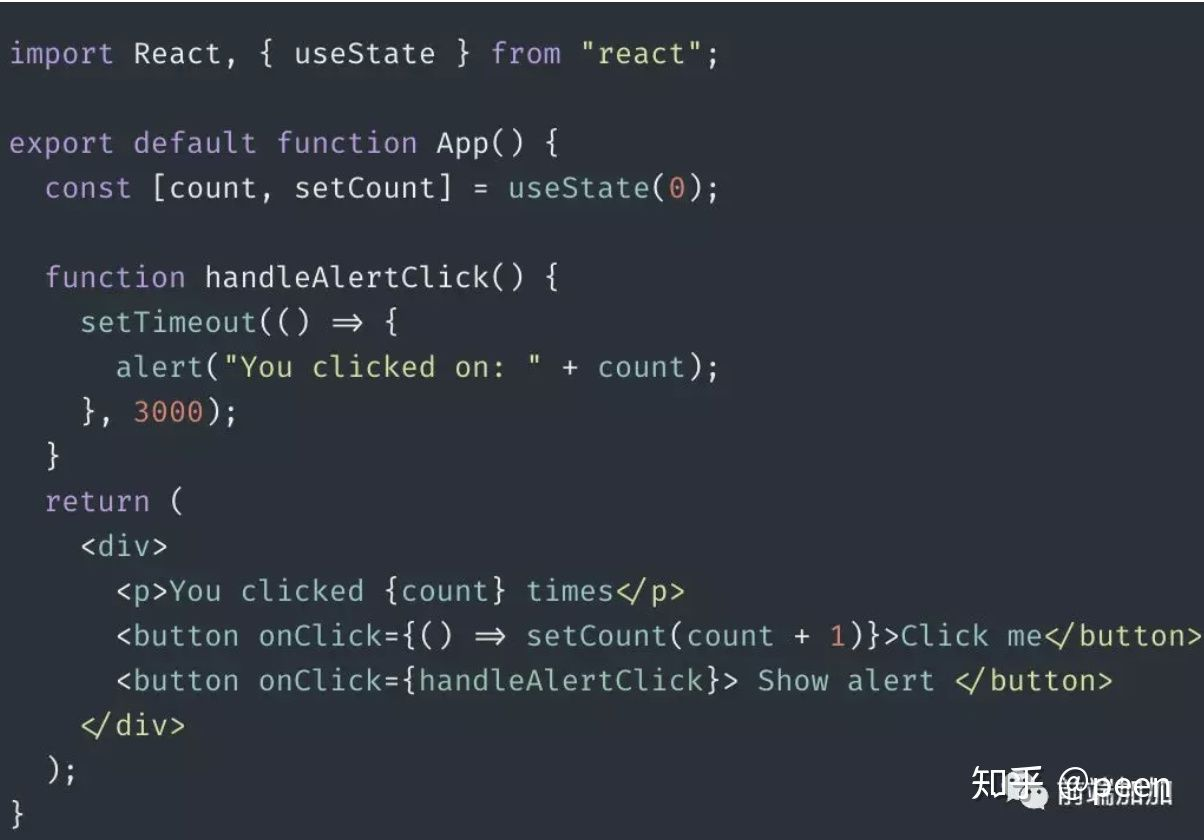 import React, { useState } from "react";
export default function App() {
const [count, setCount] = useState(0);
function handleAlertClick() {
setTimeout(() => {
alert("You clicked on: " + count);
}, 3000);
}
return (
<div>
<p>You clicked {count} times</p>
<button onClick={() => setCount(count + 1)}>Click me</button>
<button onClick={handleAlertClick}> Show alert </button>
</div>
);
}
知乎 @peen
前端加加